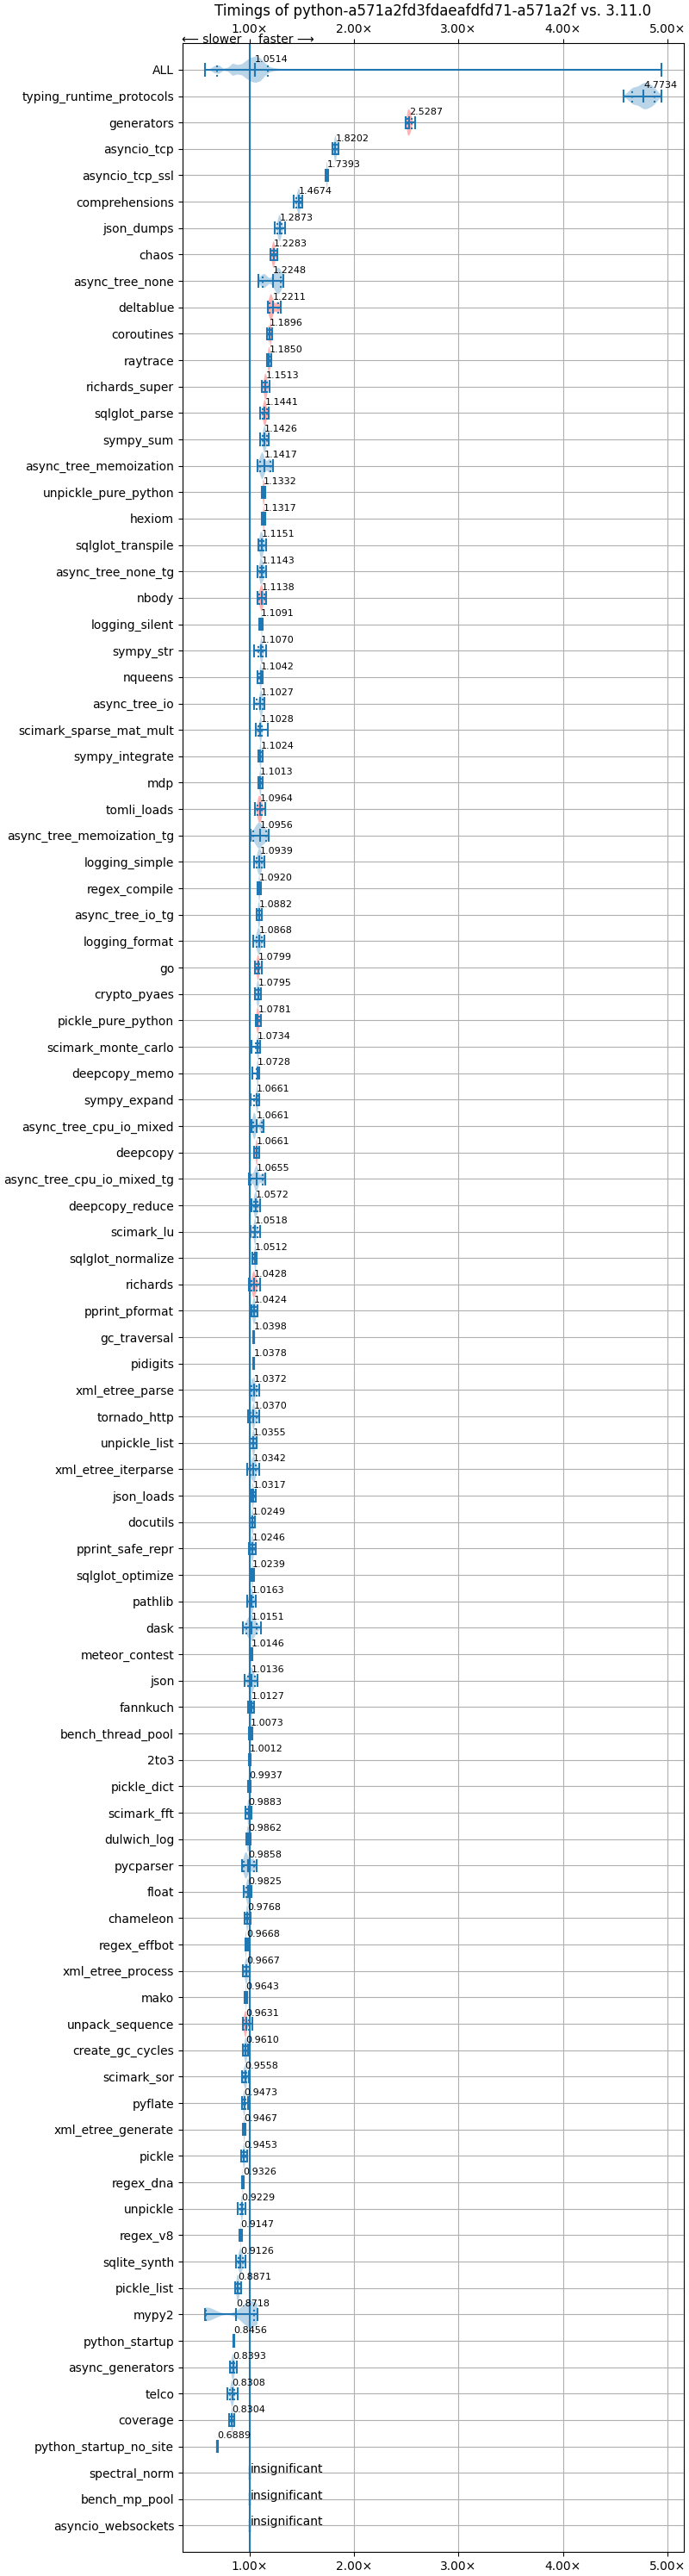 Timings of python-a571a2fd3fdaeafdfd71-a571a2f vs. 3.11.0
1.00× 2.00× 3.00× 4.00× 5.00×
⟵ slower faster ⟶
ALL 1.0514
typing_runtime_protocols 4.7734
generators 2.5287
asyncio_tcp 1.8202
asyncio_tcp_ssl 1.7393
comprehensions 1.4674
json_dumps 1.2873
chaos 1.2283
async_tree_none 1.2248
deltablue 1.2211
coroutines 1.1896
raytrace 1.1850
richards_super 1.1513
sqlglot_parse 1.1441
sympy_sum 1.1426
async_tree_memoization 1.1417
unpickle_pure_python 1.1332
hexiom 1.1317
sqlglot_transpile 1.1151
async_tree_none_tg 1.1143
nbody 1.1138
logging_silent 1.1091
sympy_str 1.1070
nqueens 1.1042
async_tree_io 1.1027
scimark_sparse_mat_mult 1.1028
sympy_integrate 1.1024
mdp 1.1013
tomli_loads 1.0964
async_tree_memoization_tg 1.0956
logging_simple 1.0939
regex_compile 1.0920
async_tree_io_tg 1.0882
logging_format 1.0868
go 1.0799
crypto_pyaes 1.0795
pickle_pure_python 1.0781
scimark_monte_carlo 1.0734
deepcopy_memo 1.0728
sympy_expand 1.0661
async_tree_cpu_io_mixed 1.0661
deepcopy 1.0661
async_tree_cpu_io_mixed_tg 1.0655
deepcopy_reduce 1.0572
scimark_lu 1.0518
sqlglot_normalize 1.0512
richards 1.0428
pprint_pformat 1.0424
gc_traversal 1.0398
pidigits 1.0378
xml_etree_parse 1.0372
tornado_http 1.0370
unpickle_list 1.0355
xml_etree_iterparse 1.0342
json_loads 1.0317
docutils 1.0249
pprint_safe_repr 1.0246
sqlglot_optimize 1.0239
pathlib 1.0163
dask 1.0151
meteor_contest 1.0146
json 1.0136
fannkuch 1.0127
bench_thread_pool 1.0073
2to3 1.0012
pickle_dict 0.9937
scimark_fft 0.9883
dulwich_log 0.9862
pycparser 0.9858
float 0.9825
chameleon 0.9768
regex_effbot 0.9668
xml_etree_process 0.9667
mako 0.9643
unpack_sequence 0.9631
create_gc_cycles 0.9610
scimark_sor 0.9558
pyflate 0.9473
xml_etree_generate 0.9467
pickle 0.9453
regex_dna 0.9326
unpickle 0.9229
regex_v8 0.9147
sqlite_synth 0.9126
pickle_list 0.8871
mypy2 0.8718
python_startup 0.8456
async_generators 0.8393
telco 0.8308
coverage 0.8304
python_startup_no_site 0.6889
spectral_norm insignificant
bench_mp_pool insignificant
asyncio_websockets insignificant
1.00× 2.00× 3.00× 4.00× 5.00×